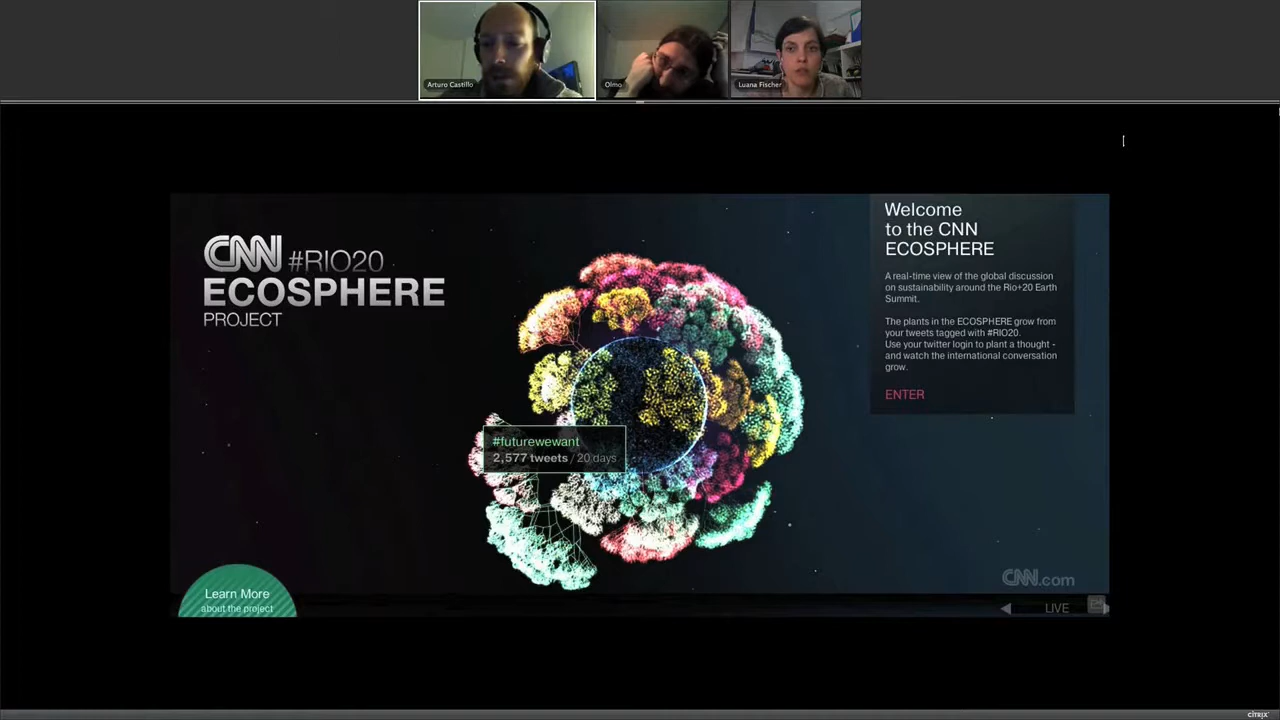 Arturo Castillo
Olmo
Luana Fischer
CNN #RIO20
ECOSPHERE
PROJECT
Welcome
to the CNN
ECOSPHERE
A real-time view of the global discussion
on sustainability around the Rio+20 Earth
Summit.
The plants in the ECOSPHERE grow from
your tweets tagged with #RIO20.
Use your twitter login to plant a thought -
and watch the international conversation
grow.
ENTER
#futurewewant
2,577 tweets / 20 days
Learn More
about the project
CNN.com
LIVE
CITRIX